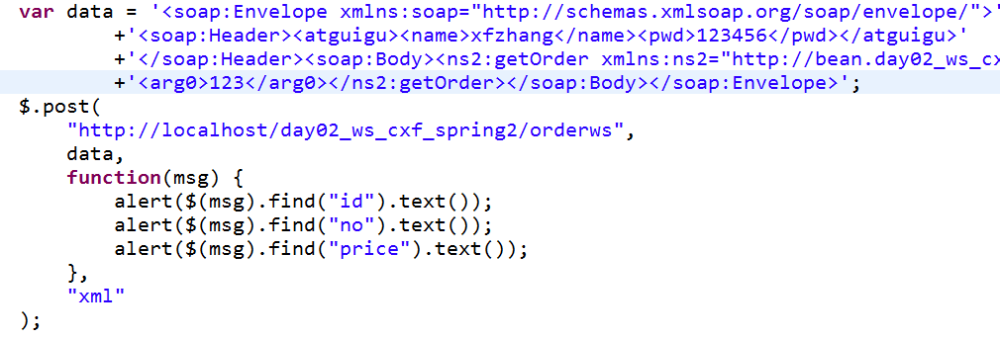 var data = '<soap:Envelope xmlns:soap="http://schemas.xmlsoap.org/soap/envelope/">'
+'<soap:Header><atguigu><name>xfzhang</name><pwd>123456</pwd></atguigu>'
+'</soap:Header><soap:Body><ns2:getOrder xmlns:ns2="http://bean.day02_ws_cx
+'<arg0>123</arg0></ns2:getOrder></soap:Body></soap:Envelope>';
$.post(
"http://localhost/day02_ws_cxf_spring2/orderws",
data,
function(msg) {
alert($(msg).find("id").text());
alert($(msg).find("no").text());
alert($(msg).find("price").text());
},
"xml"
);